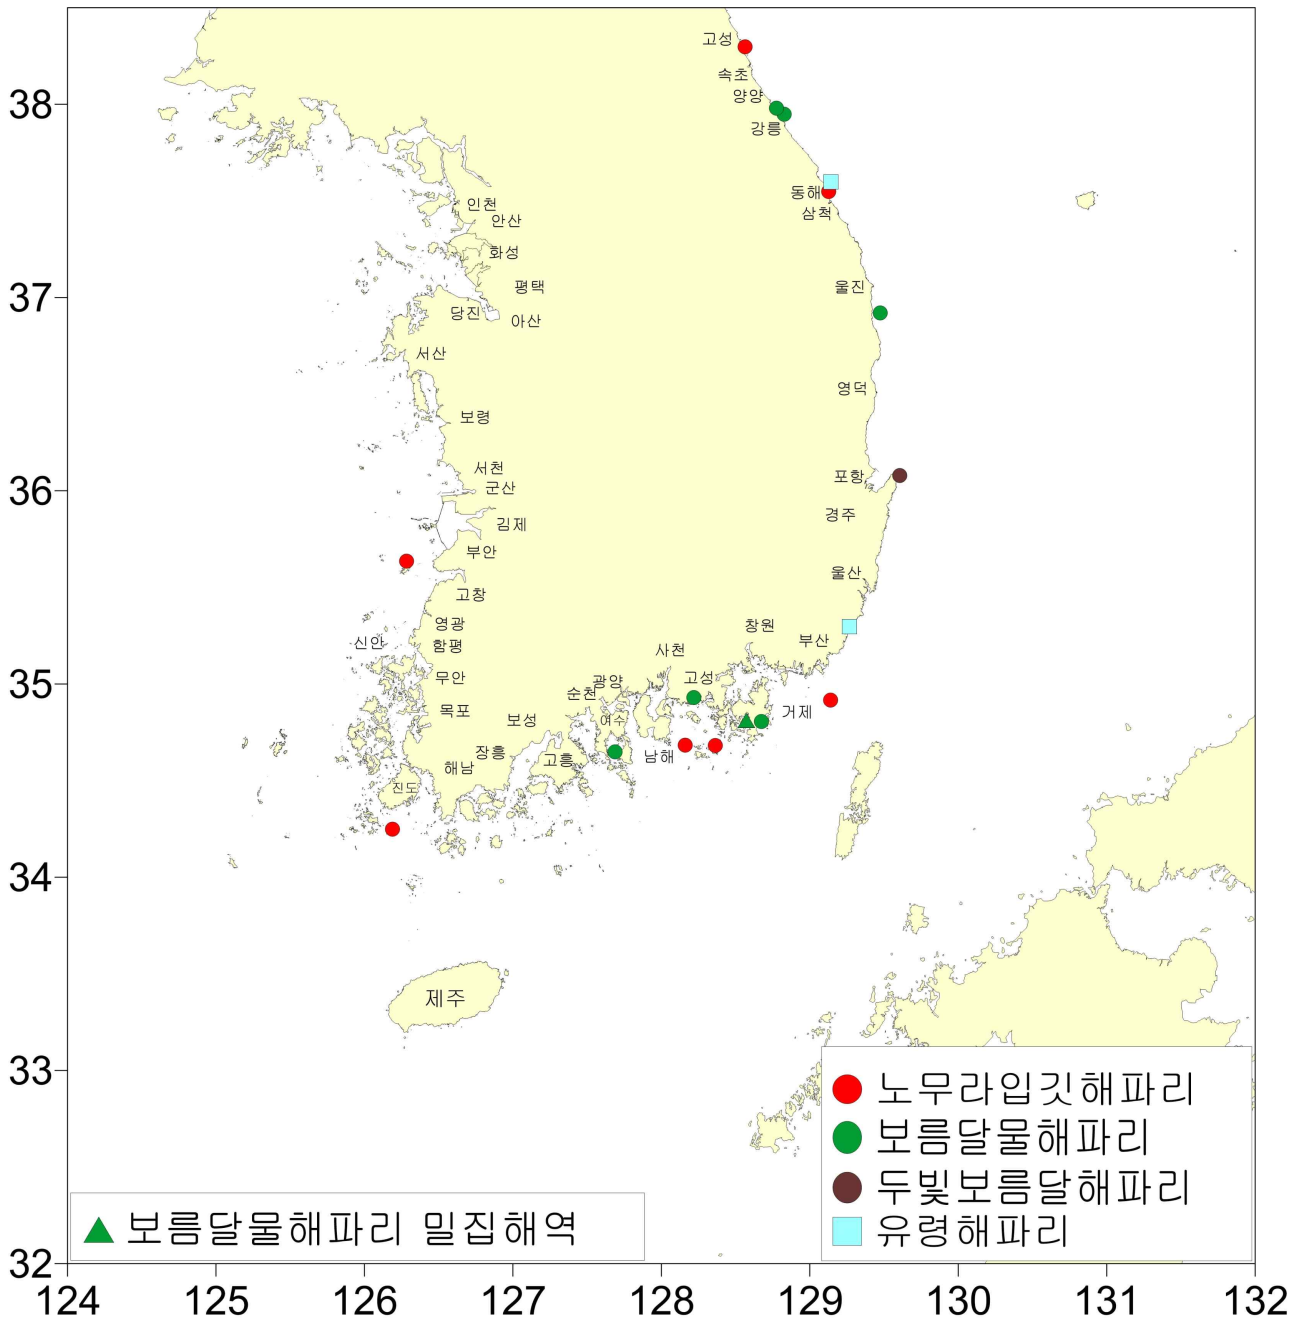 고성
속초
38
양양
강릉
동해
인천
삼척
안산
화성
울진
평택
37
당진
아산
서산
영덕
보령
서천
포항
36
군산
경주
김제
부안
울산
고창
영광
창원
신안
함평
부산
사천
무안
35
고성
광양
순천
목포
거제
보성
여수
장흥
남해
고흥
해남
진도
34
제주
33
노무라입깃해파리
보름달물해파리
두빛보름달해파리
유령해파리
보름달물해파리 밀집해역
32
124 125 126 127 128 129 130 131 132